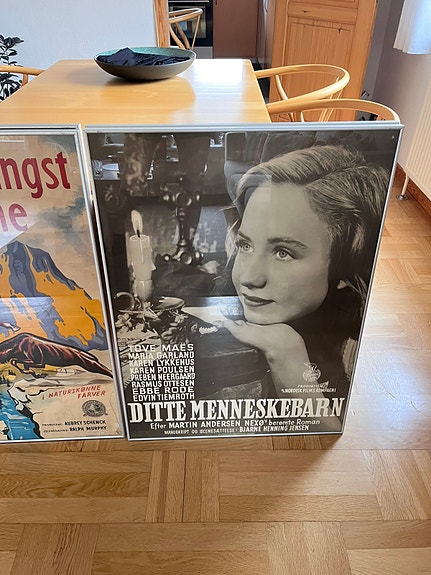 ngst
ne
I NATURSKØNNE
FARVER
AUBREY SCHENCK
RALPH MURPHY
TOVE MAES
MARIA GARLAND
KAREN LYKKEHUS
KAREN POULSEN
PREBEN NEERGAARD
RASMUS OTTESEN
EBBE RODE
EDVIN TIEMROTH
PRODUKTION
A/S NORDISK FILMS KOMPAGNI
DITTE MENNESKEBARN
Efter MARTIN ANDERSEN NEXØ' berømte Roman
MANUSKRIPT OG ISCENESÆTTELSE: BJARNE HENNING JENSEN